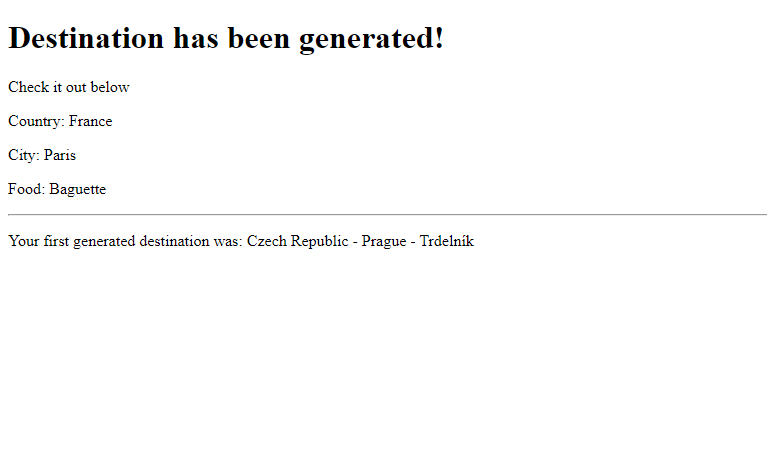 Destination has been generated!
Check it out below
Country: France
City: Paris
Food: Baguette
Your first generated destination was: Czech Republic - Prague - Trdelník